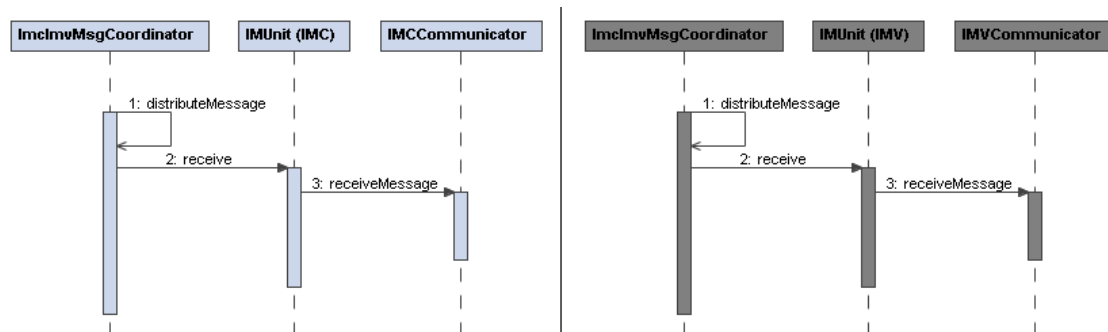 ImcImvMsgCoordinator
IMUnit (IMC)
IMCCommunicator
1: distributeMessage
2: receive
3: receiveMessage
ImcImvMsgCoordinator
IMUnit (IMV)
IMVCommunicator
1: distributeMessage
2: receive
3: receiveMessage